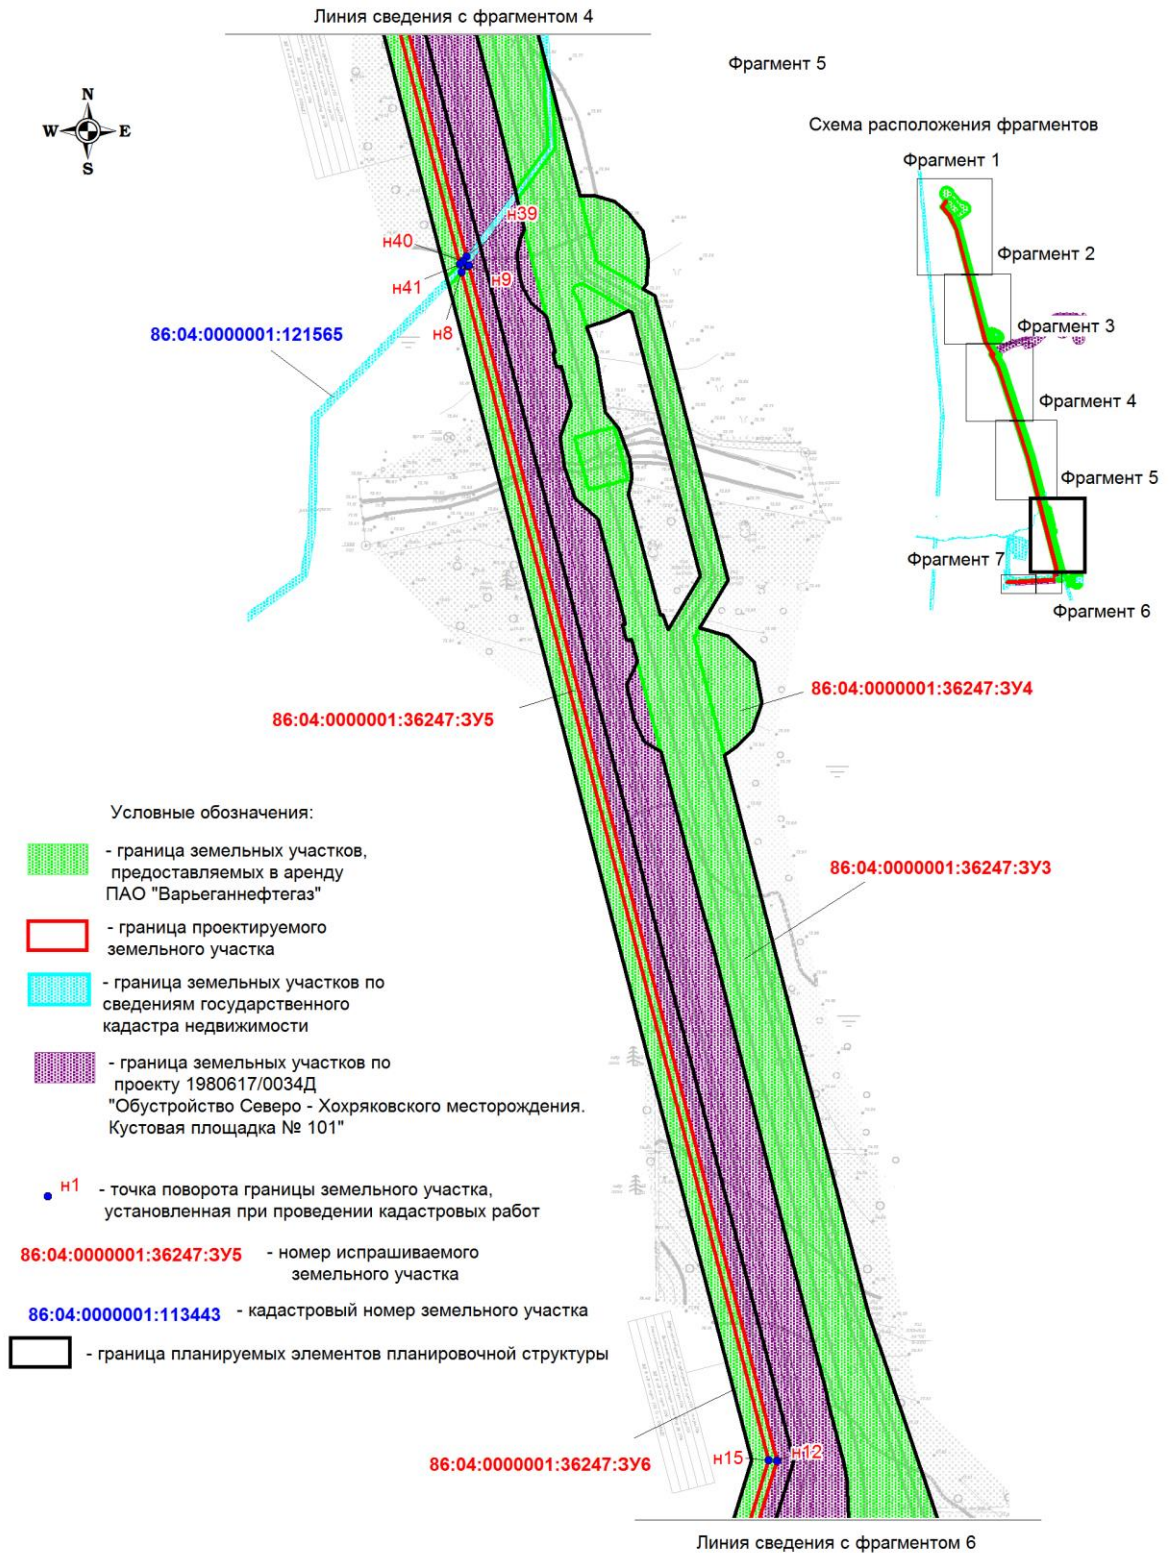 Линия сведения с фрагментом 4
Фрагмент 5
N
W
E
S
Схема расположения фрагментов
Фрагмент 1
Фрагмент 2
Фрагмент 3
Фрагмент 4
Фрагмент 5
Фрагмент 7
Фрагмент 6
н39
н40
н9
н41
н8
86:04:0000001:121565
86:04:0000001:36247:ЗУ4
86:04:0000001:36247:ЗУ5
86:04:0000001:36247:ЗУ3
Условные обозначения:
- граница земельных участков,
предоставляемых в аренду
ПАО "Варьеганнефтегаз"
- граница проектируемого
земельного участка
- граница земельных участков по
сведениям государственного
кадастра недвижимости
- граница земельных участков по
проекту 1980617/0034Д
"Обустройство Северо - Хохряковского месторождения.
Кустовая площадка № 101"
н1 - точка поворота границы земельного участка,
установленная при проведении кадастровых работ
86:04:0000001:36247:ЗУ5 - номер испрашиваемого
земельного участка
86:04:0000001:113443 - кадастровый номер земельного участка
- граница планируемых элементов планировочной структуры
н15
н12
86:04:0000001:36247:ЗУ6
Линия сведения с фрагментом 6